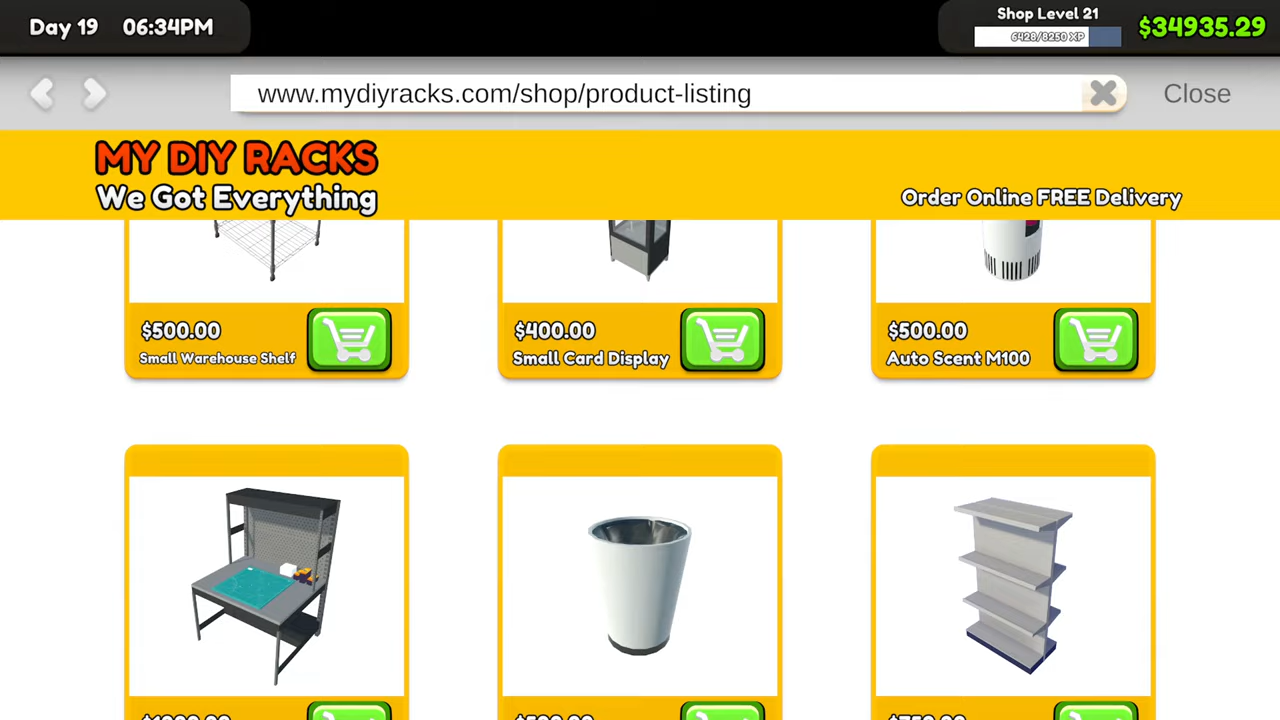 Day 19 06:34PM
Shop Level 21
6428/8250 XP
$34935.29
www.mydiyracks.com/shop/product-listing
Close
MY DIY RACKS
We Got Everything
Order Online FREE Delivery
$500.00
Small Warehouse Shelf
$400.00
Small Card Display
$500.00
Auto Scent M100